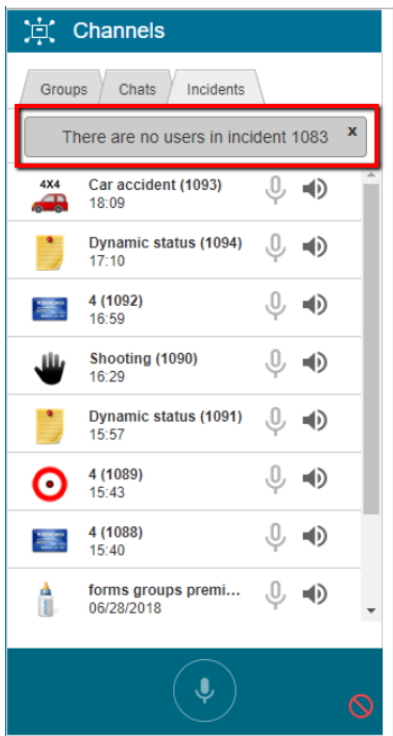 Channels
Groups Chats Incidents
There are no users in incident 1083 x
4X4
Car accident (1093)
18:09
Dynamic status (1094)
17:10
4 (1092)
16:59
Shooting (1090)
16:29
Dynamic status (1091)
15:57
4 (1089)
15:43
4 (1088)
15:40
forms groups premi...
06/28/2018